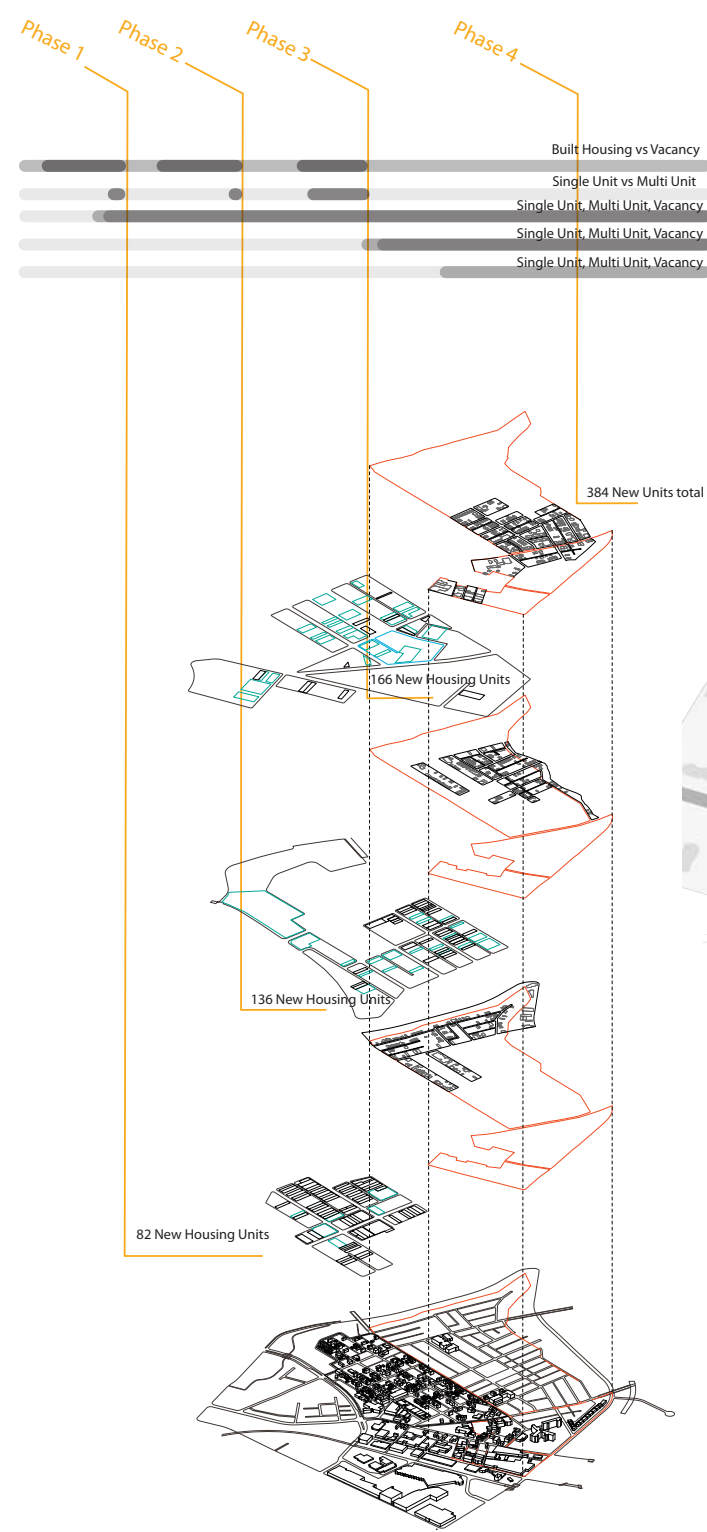 Phase 1
Phase 2
Phase 3
Phase 4
Built Housing vs Vacancy
Single Unit vs Multi Unit
Single Unit, Multi Unit, Vacancy
Single Unit, Multi Unit, Vacancy
Single Unit, Multi Unit, Vacancy
384 New Units total
166 New Housing Units
136 New Housing Units
82 New Housing Units